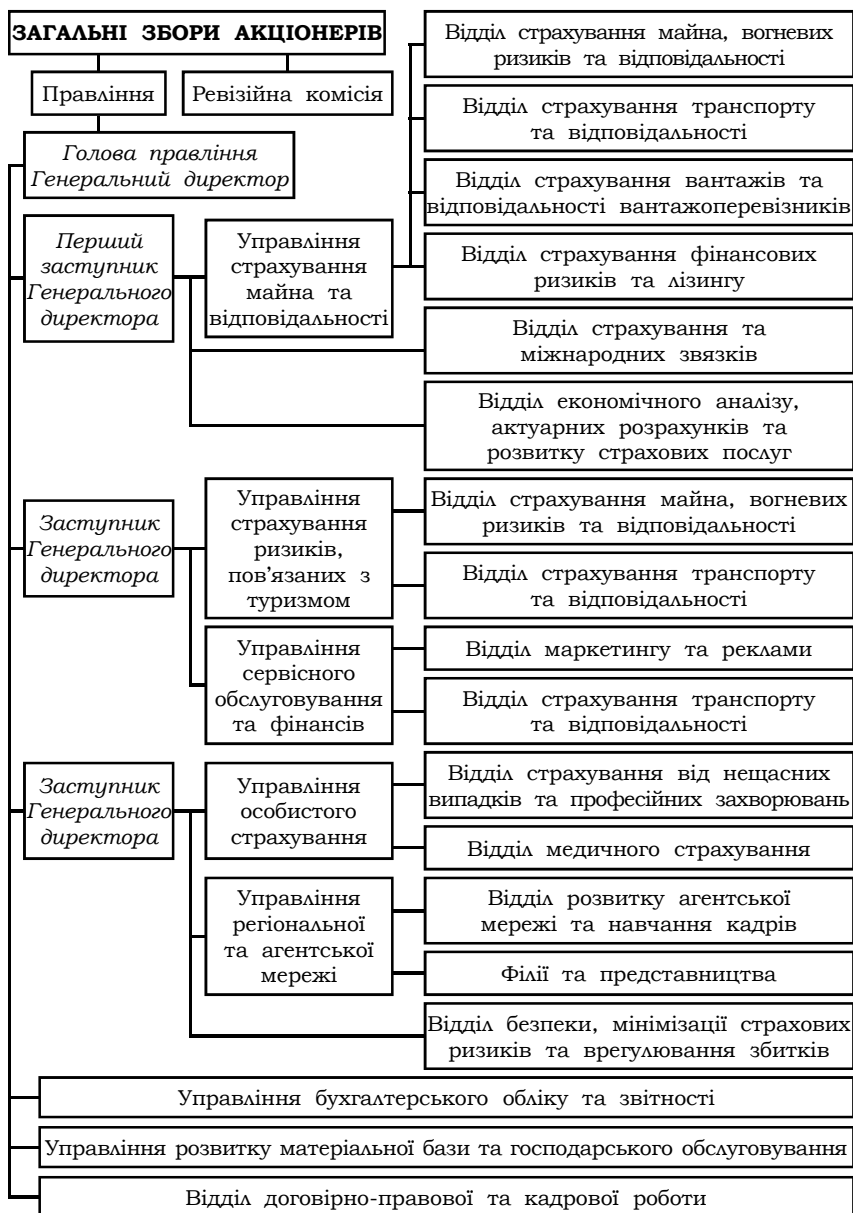 ЗАГАЛЬНІ ЗБОРИ АКЦІОНЕРІВ
Правління
Ревізійна комісія
Голова правління
Генеральний директор
Перший
заступник
Генерального
директора
Управління
страхування
майна та
відповідальності
Відділ страхування майна, вогневих
ризиків та відповідальності
Відділ страхування транспорту
та відповідальності
Відділ страхування вантажів та
відповідальності вантажоперевізників
Відділ страхування фінансових
ризиків та лізингу
Відділ страхування та
міжнародних звязків
Відділ економічного аналізу,
актуарних розрахунків та
розвитку страхових послуг
Заступник
Генерального
директора
Управління
страхування
ризиків,
пов’язаних з
туризмом
Відділ страхування майна, вогневих
ризиків та відповідальності
Відділ страхування транспорту
та відповідальності
Управління
сервісного
обслуговування
та фінансів
Відділ маркетингу та реклами
Відділ страхування транспорту
та відповідальності
Заступник
Генерального
директора
Управління
особистого
страхування
Відділ страхування від нещасних
випадків та професійних захворювань
Відділ медичного страхування
Управління
регіональної
та агентської
мережі
Відділ розвитку агентської
мережі та навчання кадрів
Філії та представництва
Відділ безпеки, мінімізації страхових
ризиків та врегулювання збитків
Управління бухгалтерського обліку та звітності
Управління розвитку матеріальної бази та господарського обслуговування
Відділ договірно-правової та кадрової роботи